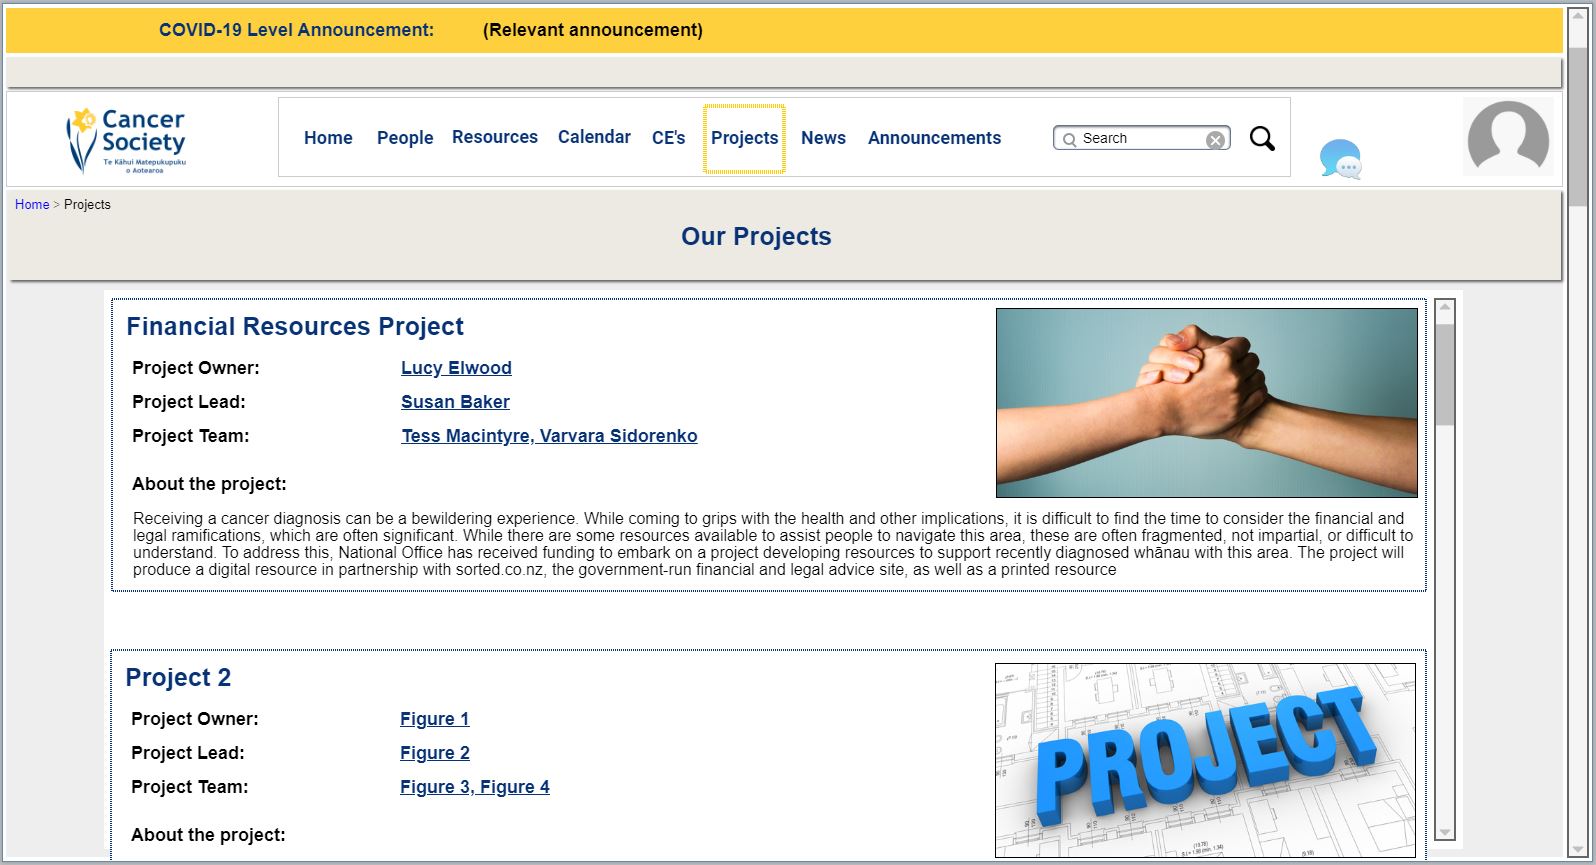 COVID-19 Level Announcement: (Relevant announcement)
Cancer
Society
Te Kāhui Matepukupuku
o Aotearoa
Home People Resources Calendar CE's Projects News Announcements Search
Home > Projects
Our Projects
Financial Resources Project
Project Owner: Lucy Elwood
Project Lead: Susan Baker
Project Team: Tess Macintyre, Varvara Sidorenko
About the project:
Receiving a cancer diagnosis can be a bewildering experience. While coming to grips with the health and other implications, it is difficult to find the time to consider the financial and
legal ramifications, which are often significant. While there are some resources available to assist people to navigate this area, these are often fragmented, not impartial, or difficult to
understand. To address this, National Office has received funding to embark on a project developing resources to support recently diagnosed whānau with this area. The project will
produce a digital resource in partnership with sorted.co.nz, the government-run financial and legal advice site, as well as a printed resource
Project 2
Project Owner: Figure 1
Project Lead: Figure 2
Project Team: Figure 3, Figure 4
About the project:
PROJECT